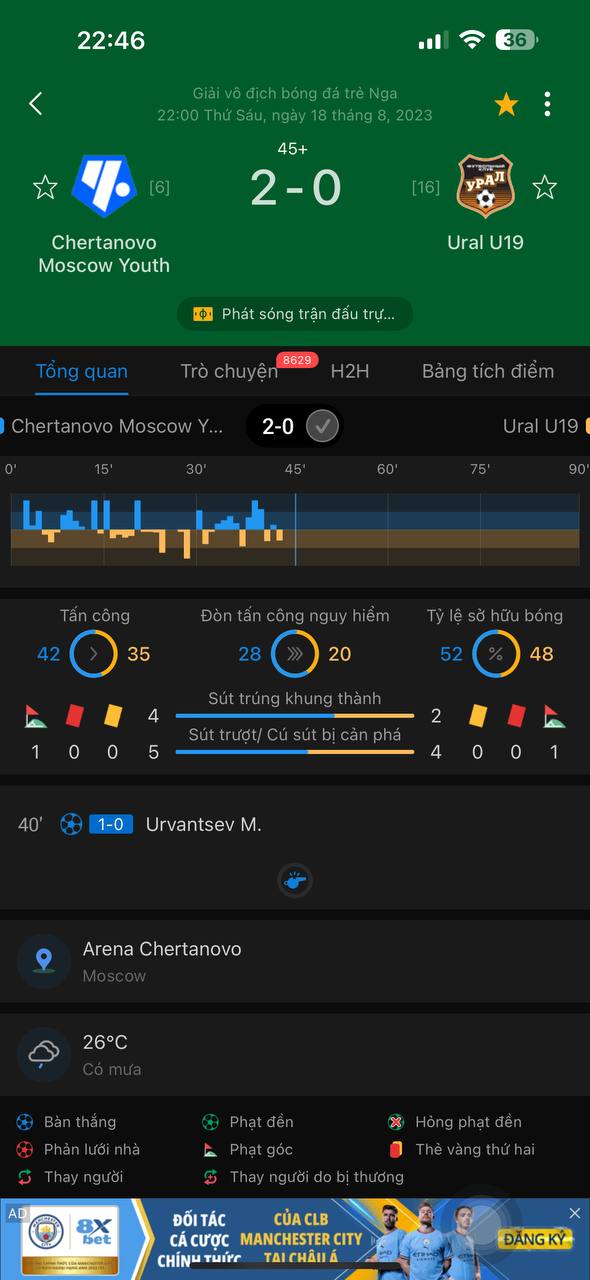 22:46
36
Giải vô địch bóng đá trẻ Nga
22:00 Thứ Sáu, ngày 18 tháng 8, 2023
45+
[6] 2-0 [16]
УРАЛ
Chertanovo Moscow Youth
Ural U19
Phát sóng trận đấu trự...
Tổng quan Trò chuyện 8629 H2H Bảng tích điểm
Chertanovo Moscow Y... 2-0 Ural U19
0' 15' 30' 45' 60' 75' 90'
Tấn công Đòn tấn công nguy hiểm Tỷ lệ sở hữu bóng
42 35 28 20 % 52 48
Sút trúng khung thành
4 2
Sút trượt/ Cú sút bị cản phá
1 0 0 5 4 0 0 1
40' 1-0 Urvantsev M.
Arena Chertanovo
Moscow
26°C
Có mưa
Bàn thắng Phạt đền Hỏng phạt đền
Phản lưới nhà Phạt góc Thẻ vàng thứ hai
Thay người Thay người do bị thương
AD
8X bet
ĐỐI TÁC CÁ CƯỢC CHÍNH THỨC
CỦA CLB MANCHESTER CITY TẠI CHÂU Á
ĐĂNG KÝ